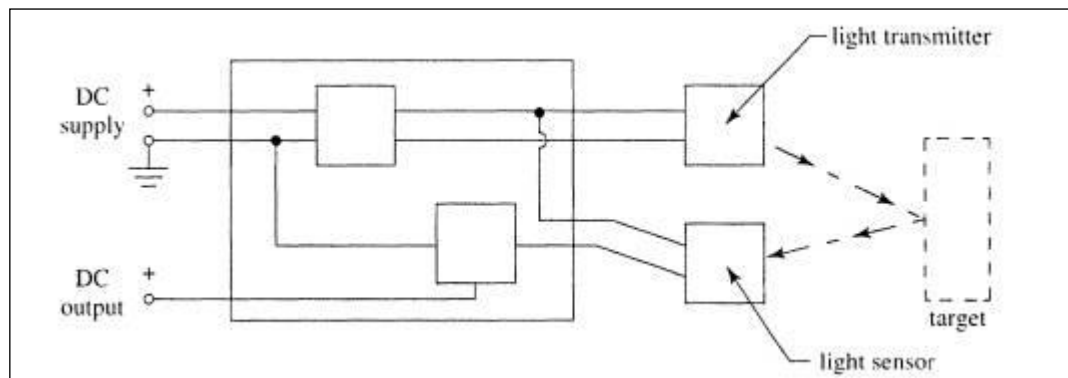 light transmitter
DC
supply
+
DC
output
+
target
light sensor